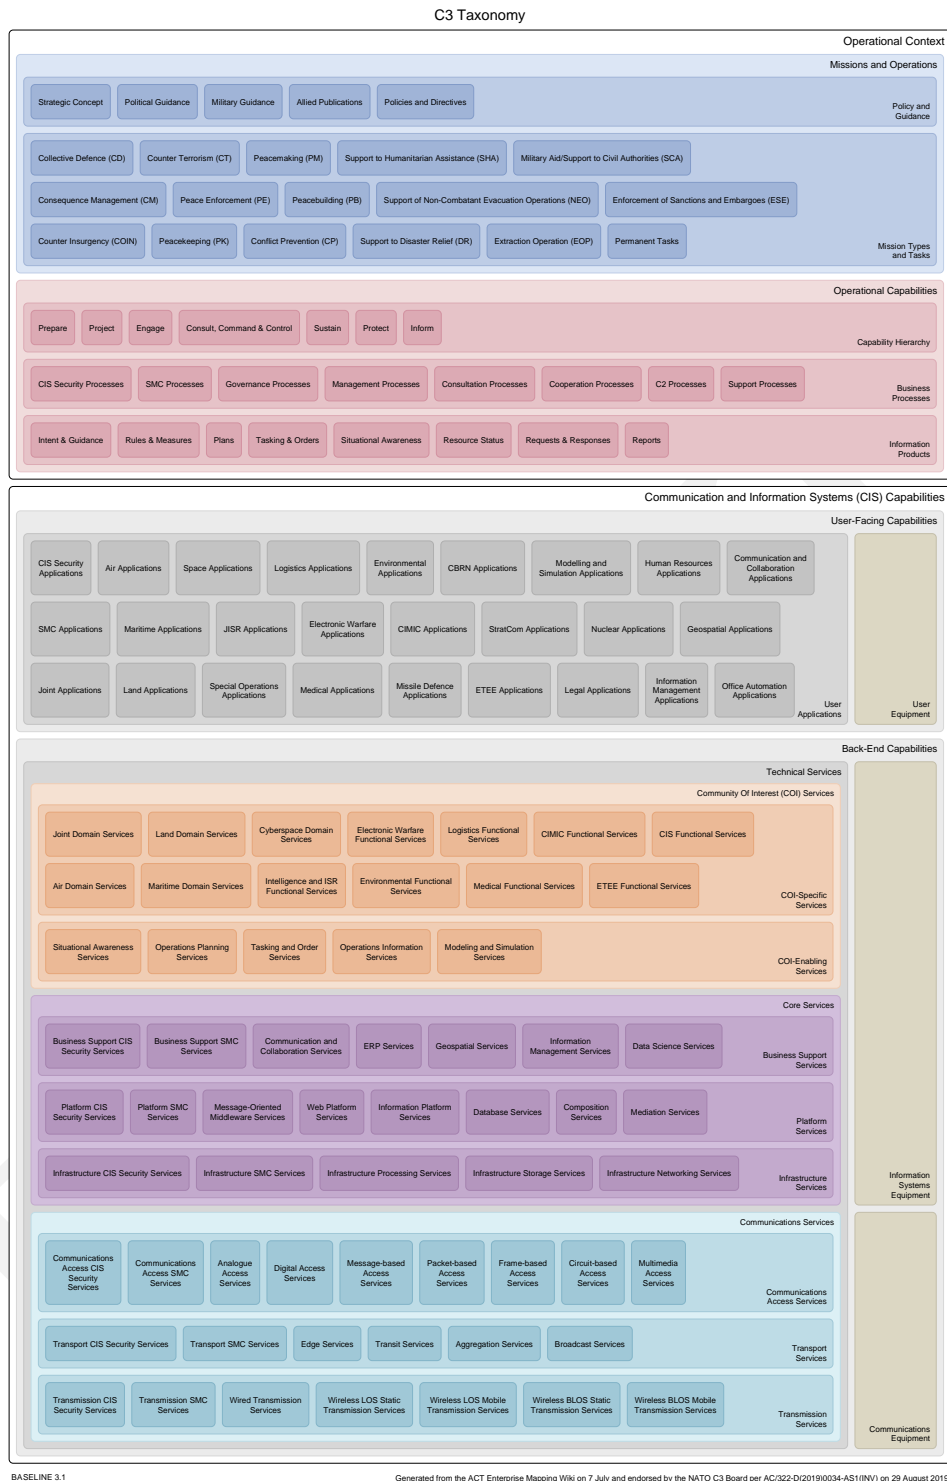 C3 Taxonomy
Operational Context
Missions and Operations
Strategic Concept
Political Guidance
Military Guidance
Allied Publications
Policies and Directives
Policy and
Guidance
Collective Defence (CD)
Counter Terrorism (CT)
Peacemaking (PM)
Support to Humanitarian Assistance (SHA)
Military Aid/Support to Civil Authorities (SCA)
Consequence Management (CM)
Peace Enforcement (PE)
Peacebuilding (PB)
Support of Non-Combatant Evacuation Operations (NEO)
Enforcement of Sanctions and Embargoes (ESE)
Counter Insurgency (COIN)
Peacekeeping (PK)
Conflict Prevention (CP)
Support to Disaster Relief (DR)
Extraction Operation (EOP)
Permanent Tasks
Mission Types
and Tasks
Operational Capabilities
Prepare
Project
Engage
Consult, Command & Control
Sustain
Protect
Inform
Capability Hierarchy
CIS Security Processes
SMC Processes
Governance Processes
Management Processes
Consultation Processes
Cooperation Processes
C2 Processes
Support Processes
Business
Processes
Intent & Guidance
Rules & Measures
Plans
Tasking & Orders
Situational Awareness
Resource Status
Requests & Responses
Reports
Information
Products
Communication and Information Systems (CIS) Capabilities
User-Facing Capabilities
CIS Security
Applications
Air Applications
Space Applications
Logistics Applications
Environmental
Applications
CBRN Applications
Modelling and
Simulation Applications
Human Resources
Applications
Communication and
Collaboration
Applications
SMC Applications
Maritime Applications
JISR Applications
Electronic Warfare
Applications
CIMIC Applications
StratCom Applications
Nuclear Applications
Geospatial Applications
Joint Applications
Land Applications
Special Operations
Applications
Medical Applications
Missile Defence
Applications
ETEE Applications
Legal Applications
Information
Management
Applications
Office Automation
Applications
User
Applications
User
Equipment
Back-End Capabilities
Technical Services
Community Of Interest (COI) Services
Joint Domain Services
Land Domain Services
Cyberspace Domain
Services
Electronic Warfare
Functional Services
Logistics Functional
Services
CIMIC Functional Services
CIS Functional Services
Air Domain Services
Maritime Domain Services
Intelligence and ISR
Functional Services
Environmental Functional
Services
Medical Functional Services
ETEE Functional Services
COI-Specific
Services
Situational Awareness
Services
Operations Planning
Services
Tasking and Order
Services
Operations Information
Services
Modeling and Simulation
Services
COI-Enabling
Services
Core Services
Business Support CIS
Security Services
Business Support SMC
Services
Communication and
Collaboration Services
ERP Services
Geospatial Services
Information
Management Services
Data Science Services
Business Support
Services
Platform CIS
Security Services
Platform SMC
Services
Message-Oriented
Middleware Services
Web Platform
Services
Information Platform
Services
Database Services
Composition
Services
Mediation Services
Platform
Services
Infrastructure CIS Security Services
Infrastructure SMC Services
Infrastructure Processing Services
Infrastructure Storage Services
Infrastructure Networking Services
Infrastructure
Services
Information
Systems
Equipment
Communications Services
Communications
Access CIS
Security
Services
Communications
Access SMC
Services
Analogue
Access
Services
Digital Access
Services
Message-based
Access
Services
Packet-based
Access
Services
Frame-based
Access
Services
Circuit-based
Access
Services
Multimedia
Access
Services
Communications
Access Services
Transport CIS Security Services
Transport SMC Services
Edge Services
Transit Services
Aggregation Services
Broadcast Services
Transport
Services
Transmission CIS
Security Services
Transmission SMC
Services
Wired Transmission
Services
Wireless LOS Static
Transmission Services
Wireless LOS Mobile
Transmission Services
Wireless BLOS Static
Transmission Services
Wireless BLOS Mobile
Transmission Services
Transmission
Services
Communications
Equipment
BASELINE 3.1
Generated from the ACT Enterprise Mapping Wiki on 7 July and endorsed by the NATO C3 Board per AC/322-D(2019)0034-AS1(INV) on 29 August 2019